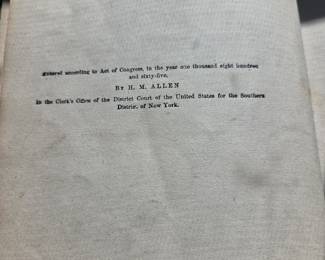 Entered according to Act of Congress, in the year one thousand eight hundred
and sixty-five,
BY H. M. ALLEN
In the Clerk's Office of the District Court of the United States for the Southern
District of New York.